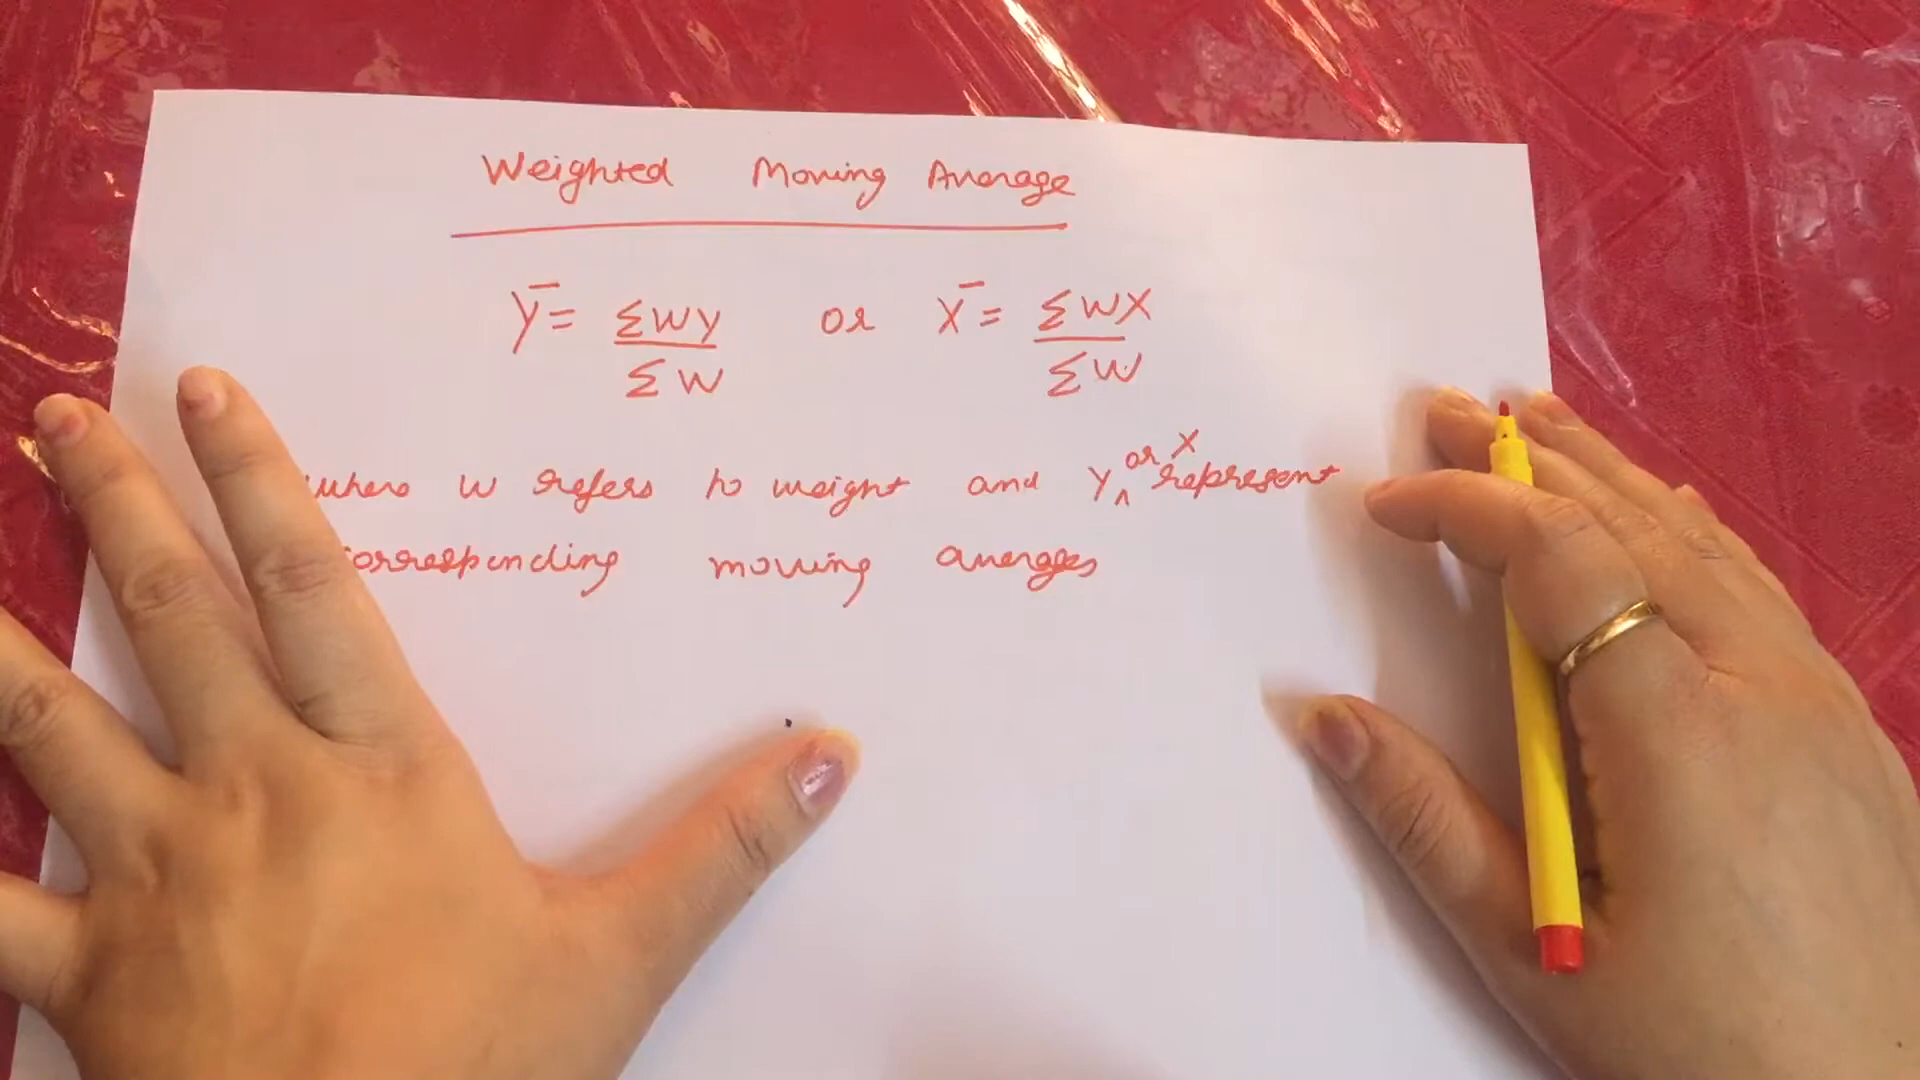 Weighted Moving Average
Ȳ = ΣWY / ΣW or X̄ = ΣWX / ΣW
where W refers to weight and Y or X represent
corresponding moving averages